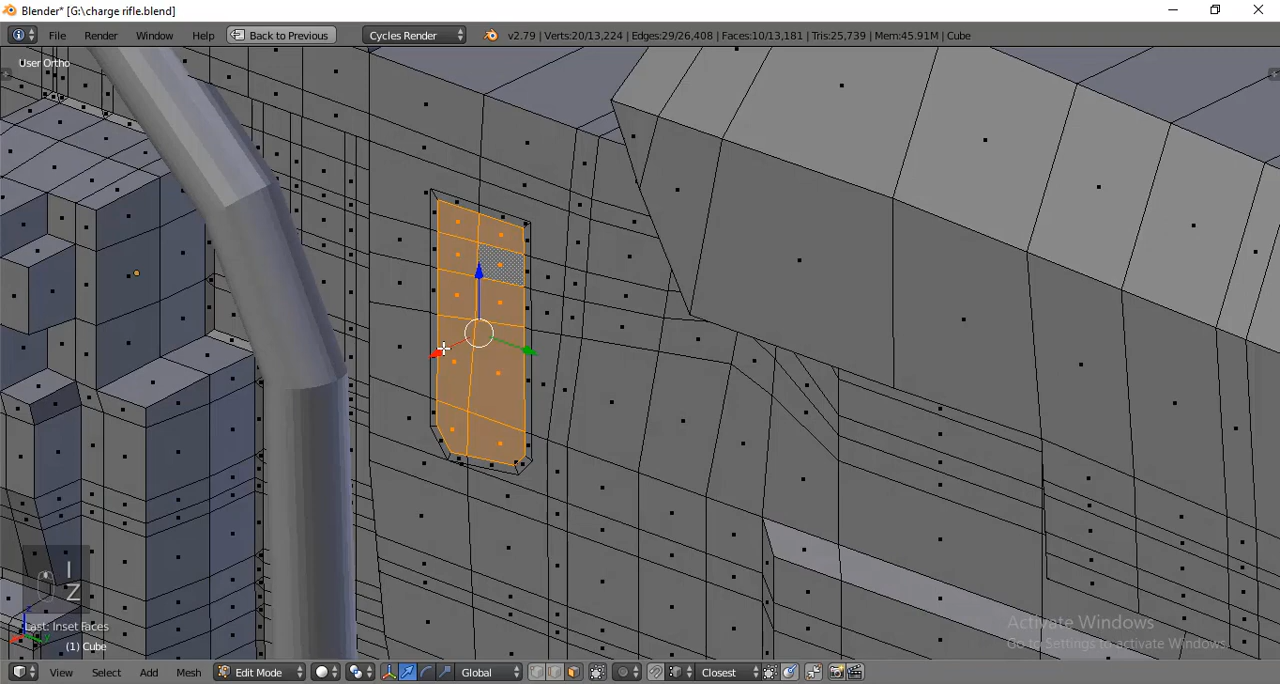 Blender* [G:\charge rifle.blend]
File Render Window Help Back to Previous Cycles Render v2.79 | Verts:20/13,224 | Edges:29/26,408 | Faces:10/13,181 | Tris:25,739 | Mem:45.91M | Cube
User Ortho
I
Z
Last: Inset Faces
z
y
(1) Cube
Activate Windows
Go to Settings to activate Windows.
View Select Add Mesh Edit Mode Global Closest